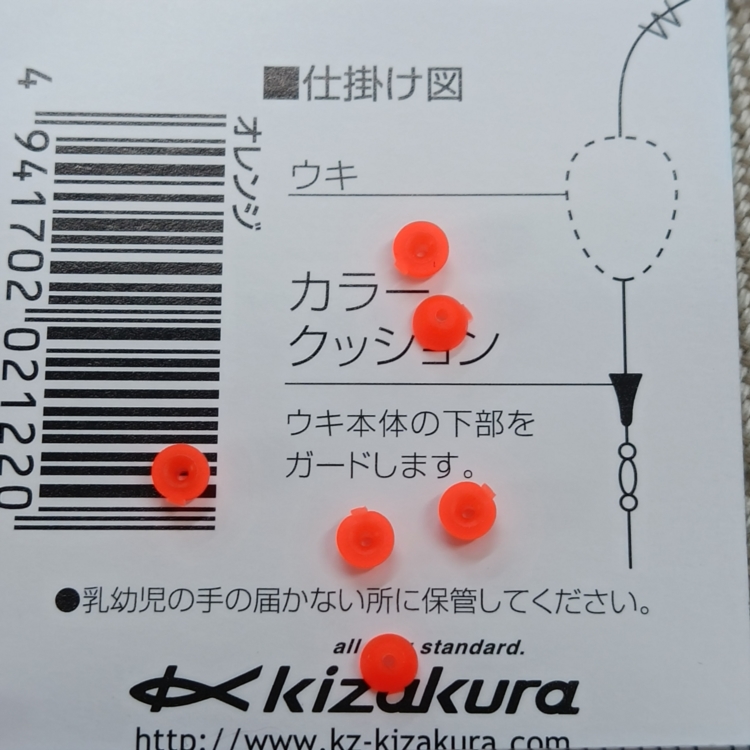 ■仕掛け図
ウキ
カラー
クッション
ウキ本体の下部を
ガードします。
オレンジ
4 941702 021220
●乳幼児の手の届かない所に保管してください。
all standard.
kizakura
http://www.kz-kizakura.com